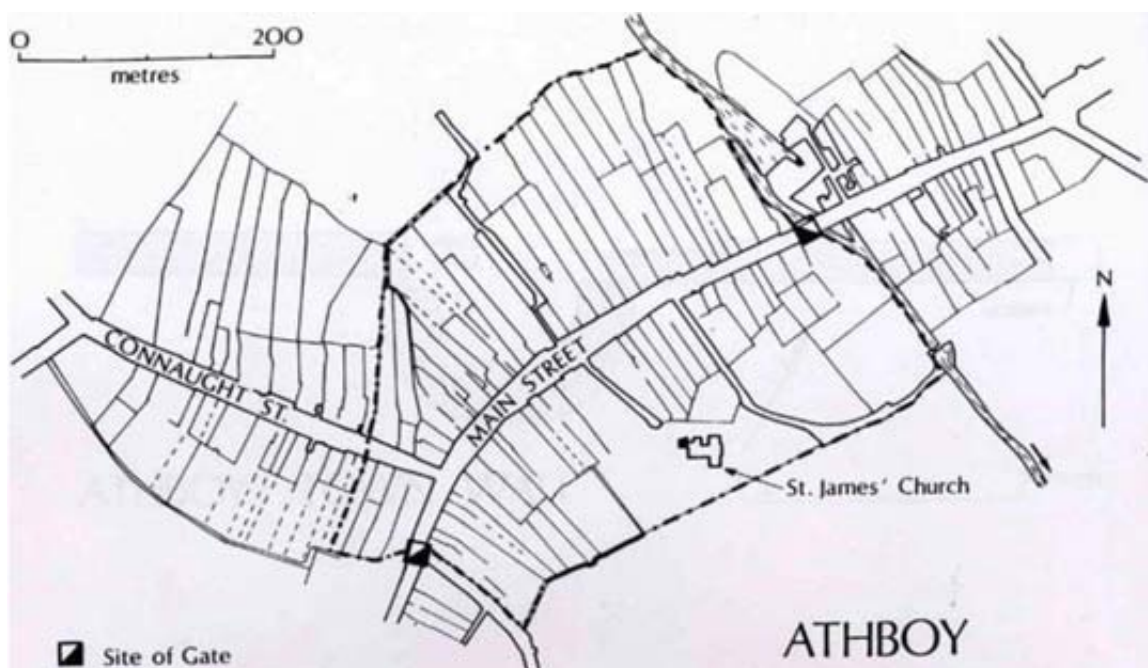 0 200
metres
N
CONNAUGHT ST.
MAIN STREET
St. James' Church
Site of Gate
ATHBOY